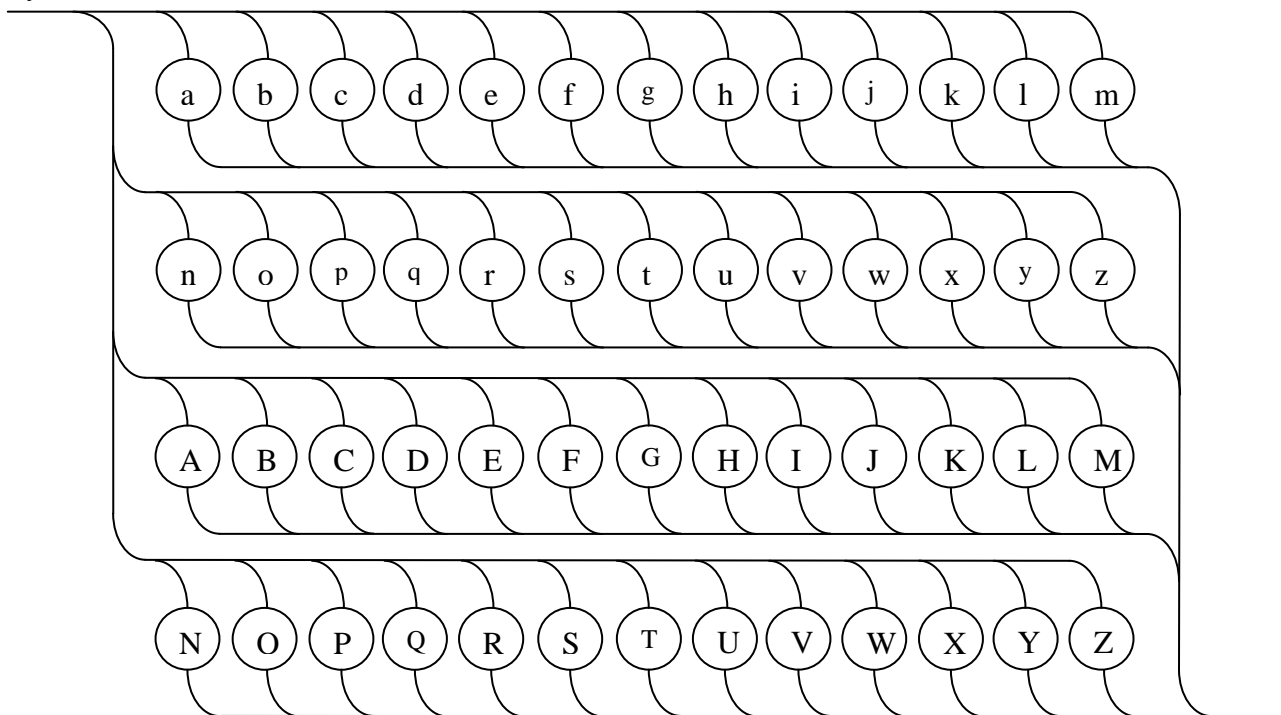 a b c d e f g h i j k l m
n o p q r s t u v w x y z
A B C D E F G H I J K L M
N O P Q R S T U V W X Y Z